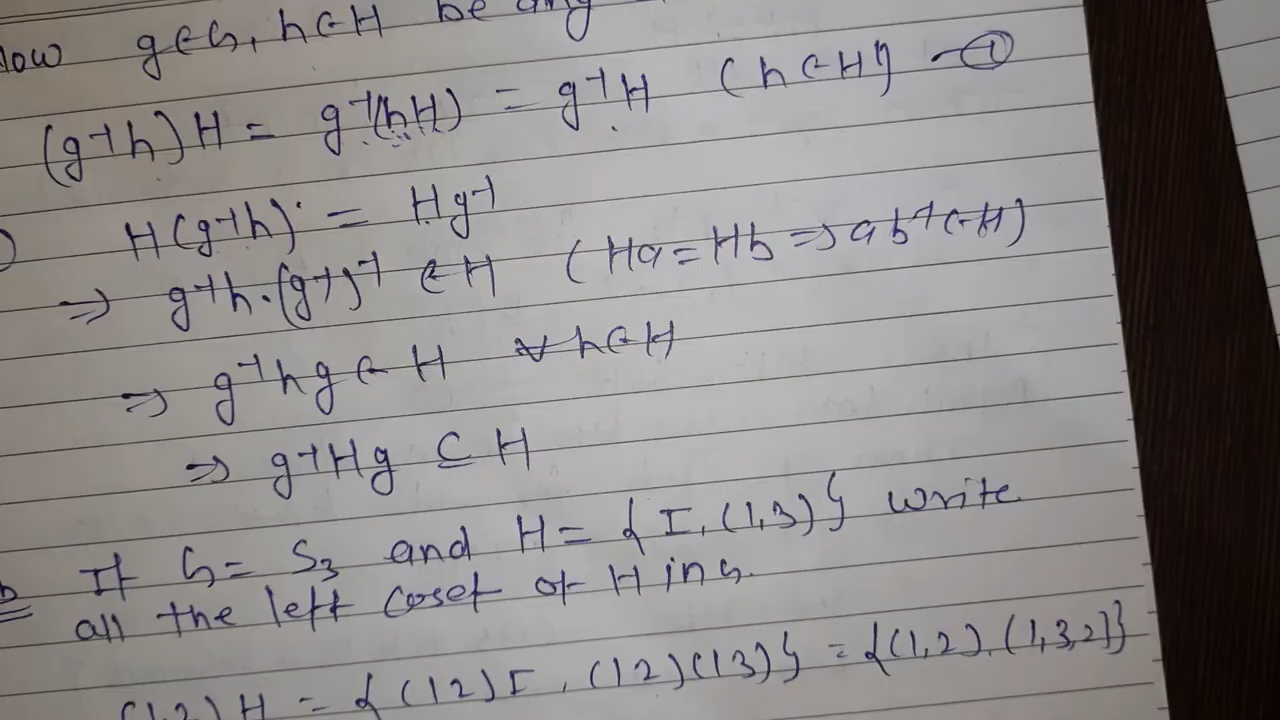 Now g∈G, h∈H be any
(g⁻¹h)H = g⁻¹(hH) = g⁻¹H (h∈H) —①
H(g⁻¹h) = Hg⁻¹
⇒ g⁻¹h.(g⁻¹)⁻¹ ∈ H (Ha=Hb ⇒ ab⁻¹∈H)
⇒ g⁻¹hg ∈ H ∀ h∈H
⇒ g⁻¹Hg ⊆ H
If G = S₃ and H = {I, (1,3)} write
all the left coset of H in G.
(1,2)H = {(12)I, (12)(13)} = {(1,2), (1,3,2)}